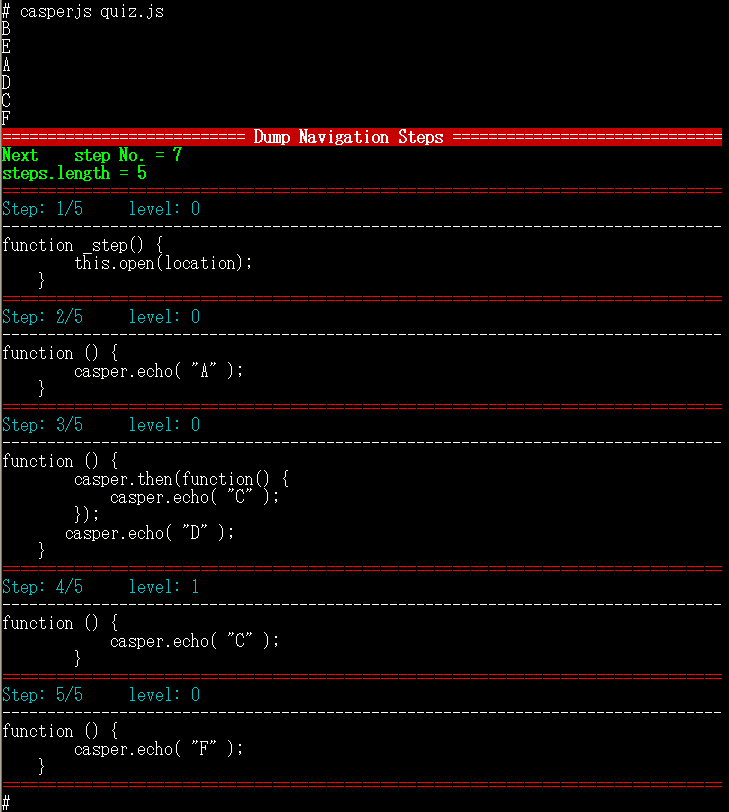 # casperjs quiz.js
B
E
A
D
C
F
=========================== Dump Navigation Steps ==============================
Next    step No. = 7
steps.length = 5
================================================================================
Step: 1/5     level: 0
--------------------------------------------------------------------------------
function _step() {
        this.open(location);
    }
================================================================================
Step: 2/5     level: 0
--------------------------------------------------------------------------------
function () {
        casper.echo( "A" );
    }
================================================================================
Step: 3/5     level: 0
--------------------------------------------------------------------------------
function () {
        casper.then(function() {
            casper.echo( "C" );
        });
       casper.echo( "D" );
    }
================================================================================
Step: 4/5     level: 1
--------------------------------------------------------------------------------
function () {
            casper.echo( "C" );
        }
================================================================================
Step: 5/5     level: 0
--------------------------------------------------------------------------------
function () {
        casper.echo( "F" );
    }
================================================================================
#